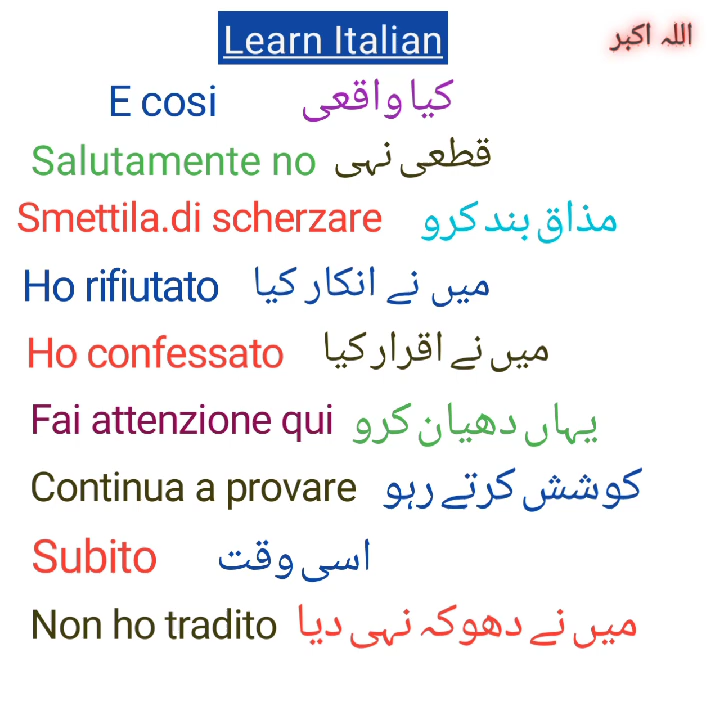 Learn Italian اللہ اکبر
E cosi کیا واقعی
Salutamente no قطعی نہی
Smettila.di scherzare مذاق بند کرو
Ho rifiutato میں نے انکار کیا
Ho confessato میں نے اقرار کیا
Fai attenzione qui یہاں دھیان کرو
Continua a provare کوشش کرتے رہو
Subito اسی وقت
Non ho tradito میں نے دھوکہ نہی دیا